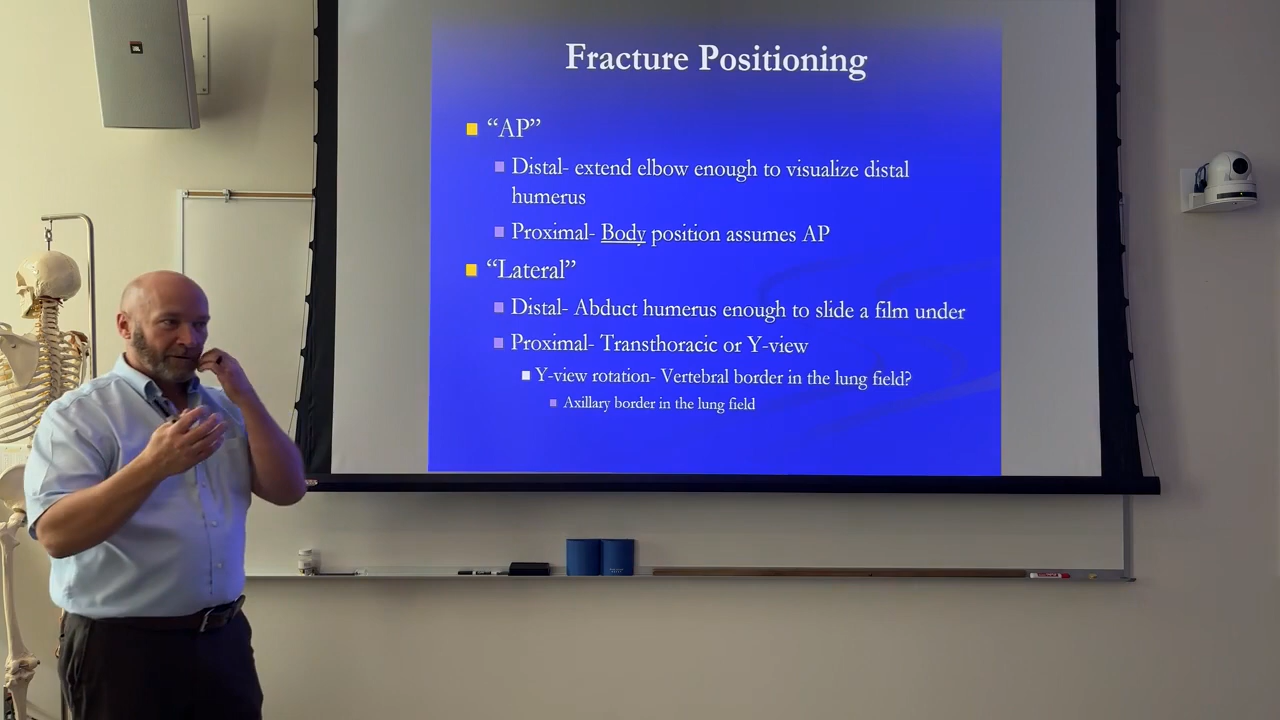 Fracture Positioning
“AP”
Distal- extend elbow enough to visualize distal
humerus
Proximal- Body position assumes AP
“Lateral”
Distal- Abduct humerus enough to slide a film under
Proximal- Transthoracic or Y-view
Y-view rotation- Vertebral border in the lung field?
Axillary border in the lung field